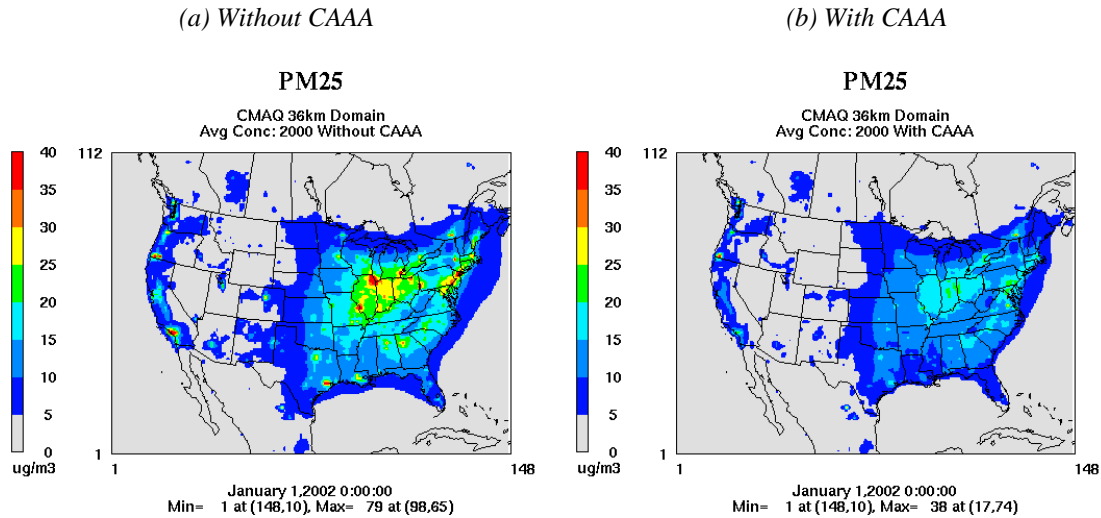 (a) Without CAAA
PM25
CMAQ 36km Domain
Avg Conc: 2000 Without CAAA
40
35
30
25
20
15
10
5
0
ug/m3
112
1
1
148
January 1,2002 0:00:00
Min= 1 at (148,10), Max= 79 at (98,65)
(b) With CAAA
PM25
CMAQ 36km Domain
Avg Conc: 2000 With CAAA
40
35
30
25
20
15
10
5
0
ug/m3
112
1
1
148
January 1,2002 0:00:00
Min= 1 at (148,10), Max= 38 at (17,74)